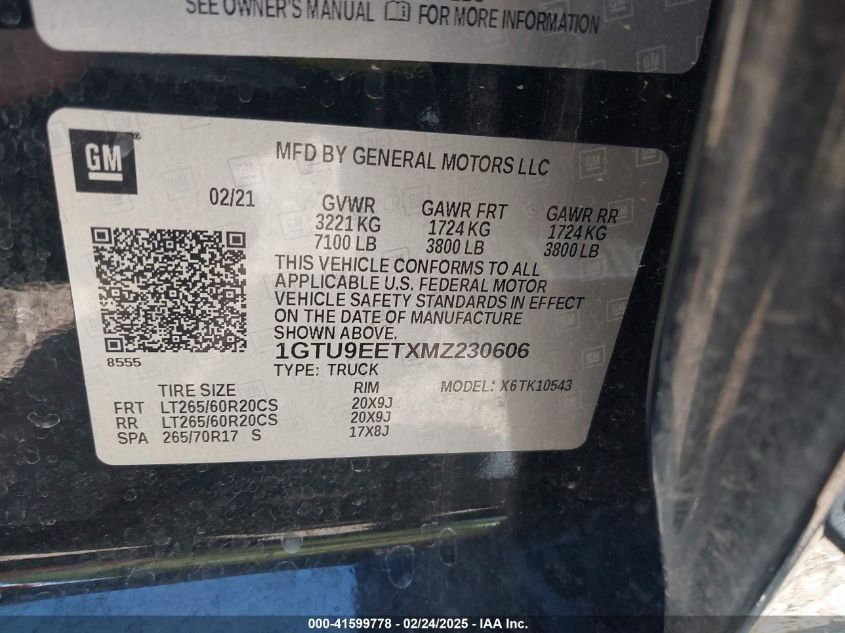 SEE OWNER'S MANUAL FOR MORE INFORMATION
GM
MFD BY GENERAL MOTORS LLC
02/21
GVWR GAWR FRT GAWR RR
3221 KG 1724 KG 1724 KG
7100 LB 3800 LB 3800 LB
THIS VEHICLE CONFORMS TO ALL
APPLICABLE U.S. FEDERAL MOTOR
VEHICLE SAFETY STANDARDS IN EFFECT
ON THE DATE OF MANUFACTURE
SHOWN ABOVE.
8555
1GTU9EETXMZ230606
TYPE: TRUCK
TIRE SIZE RIM MODEL: X6TK10543
FRT LT265/60R20CS 20X9J
RR LT265/60R20CS 20X9J
SPA 265/70R17 S 17X8J
000-41599778 - 02/24/2025 - IAA Inc.